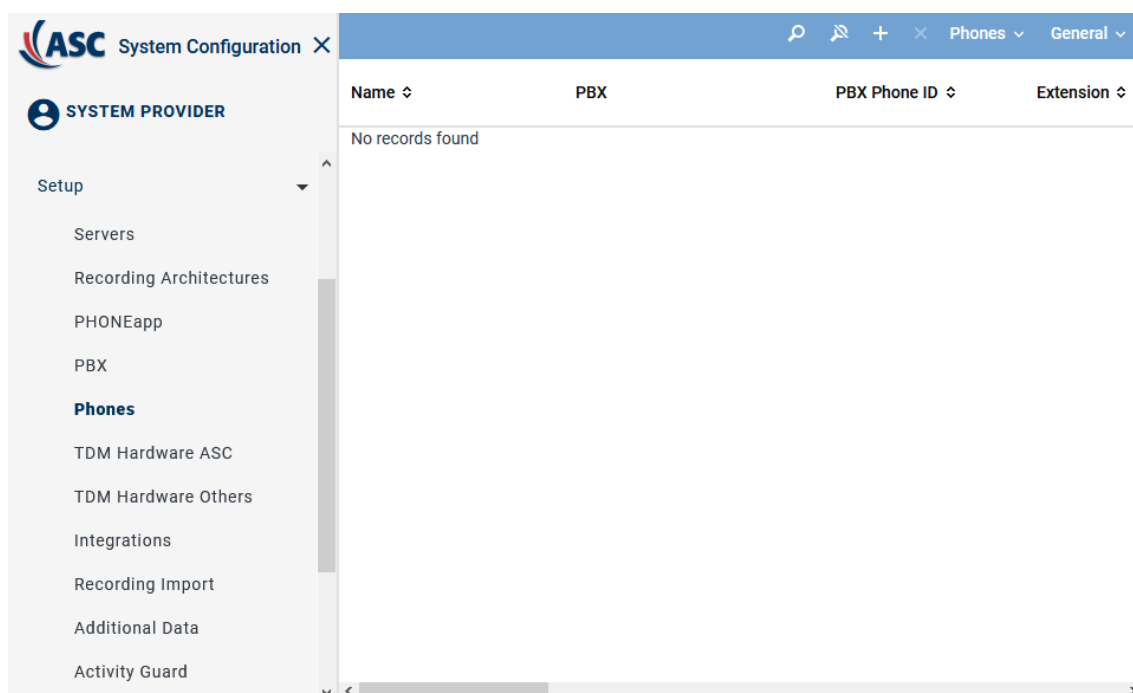 ASC System Configuration
Phones General
SYSTEM PROVIDER
Name PBX PBX Phone ID Extension
No records found
Setup
Servers
Recording Architectures
PHONEapp
PBX
Phones
TDM Hardware ASC
TDM Hardware Others
Integrations
Recording Import
Additional Data
Activity Guard